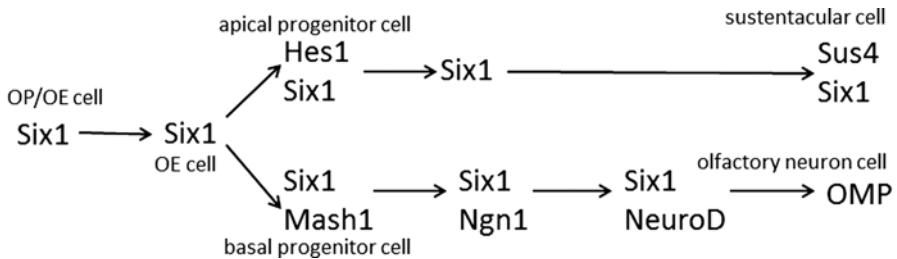 apical progenitor cell
sustentacular cell
Hes1
Six1
Six1
Sus4
Six1
OP/OE cell
Six1
Six1
OE cell
Six1
Mash1
basal progenitor cell
Six1
Ngn1
Six1
NeuroD
olfactory neuron cell
OMP